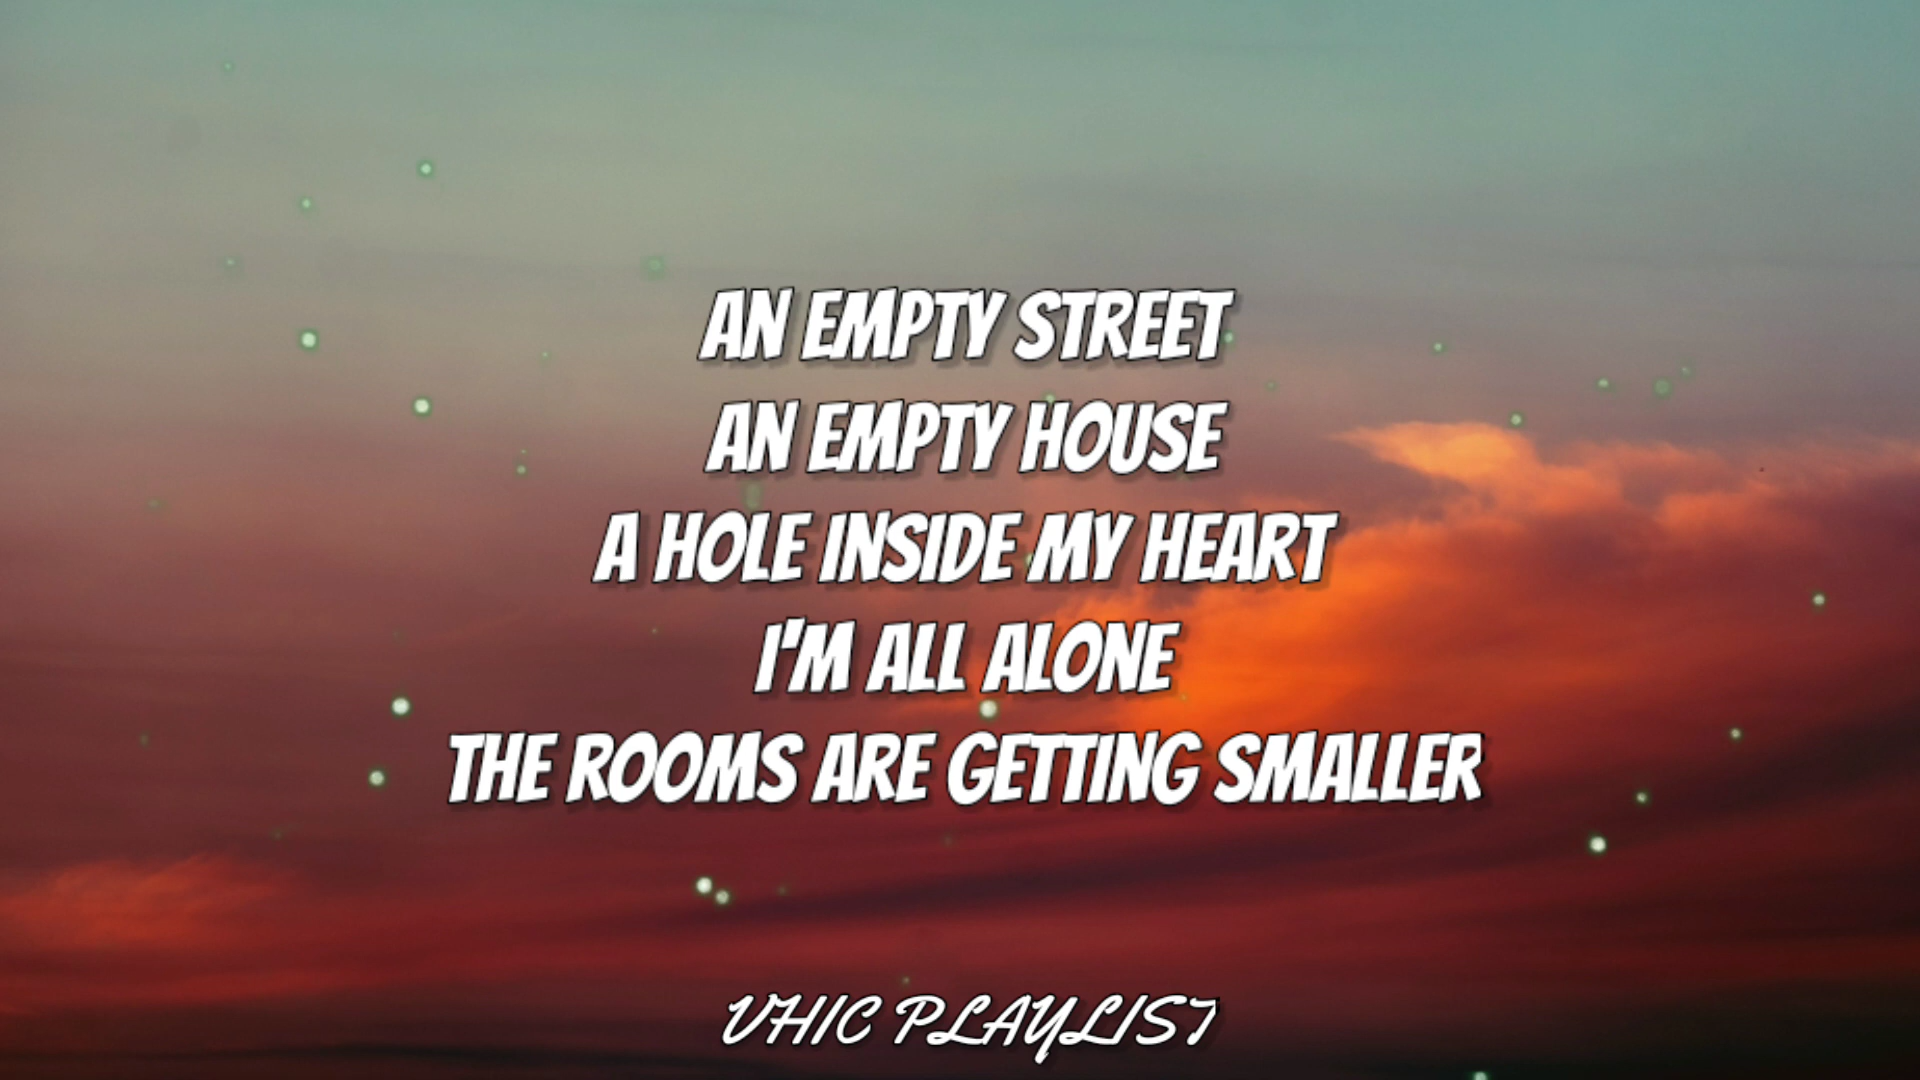 AN EMPTY STREET
AN EMPTY HOUSE
A HOLE INSIDE MY HEART
I'M ALL ALONE
THE ROOMS ARE GETTING SMALLER
VHIC PLAYLIST